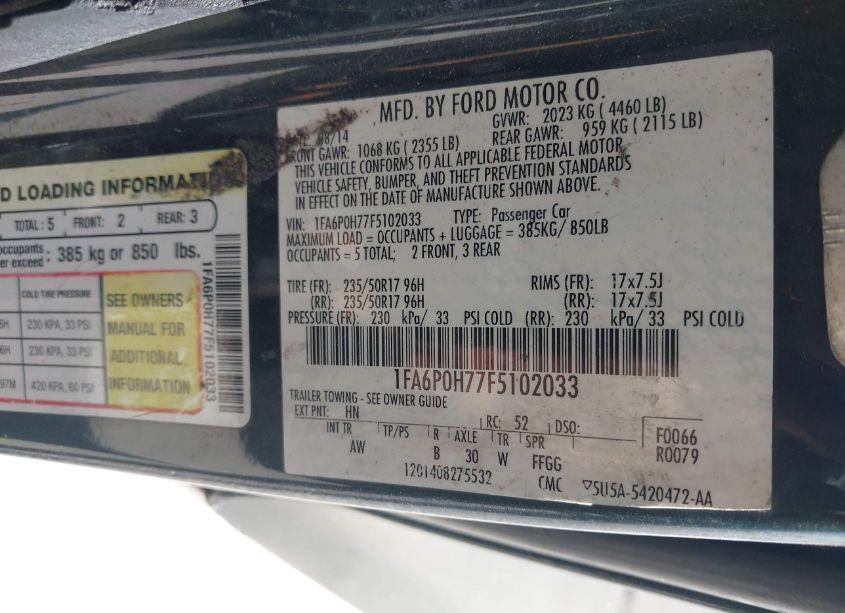 D LOADING INFORMATI
TOTAL: 5 FRONT: 2 REAR: 3
occupants
er exceed: 385 kg or 850 lbs.
COLD TIRE PRESSURE
230 KPA, 33 PSI
230 KPA, 33 PSI
97M 420 KPA, 60 PSI
SEE OWNERS
MANUAL FOR
ADDITIONAL
INFORMATION
1FA6P0H77F5102033
MFD. BY FORD MOTOR CO.
08/14 GVWR: 2023 KG ( 4460 LB)
FRONT GAWR: 1068 KG ( 2355 LB) REAR GAWR: 959 KG ( 2115 LB)
THIS VEHICLE CONFORMS TO ALL APPLICABLE FEDERAL MOTOR
VEHICLE SAFETY, BUMPER, AND THEFT PREVENTION STANDARDS
IN EFFECT ON THE DATE OF MANUFACTURE SHOWN ABOVE.
VIN: 1FA6P0H77F5102033 TYPE: Passenger Car
MAXIMUM LOAD = OCCUPANTS + LUGGAGE = 385KG/ 850LB
OCCUPANTS = 5 TOTAL; 2 FRONT, 3 REAR
TIRE (FR): 235/50R17 96H RIMS (FR): 17x7.5J
(RR): 235/50R17 96H (RR): 17x7.5J
PRESSURE (FR): 230 kPa/ 33 PSI COLD (RR): 230 kPa/ 33 PSI COLD
1FA6P0H77F5102033
TRAILER TOWING - SEE OWNER GUIDE
EXT PNT: HN RC: 52 DSO:
INT TR TP/PS R AXLE TR SPR
AW B 30 W FFGG
F0066
R0079
1201408275532 CMC ▽5U5A-5420472-AA